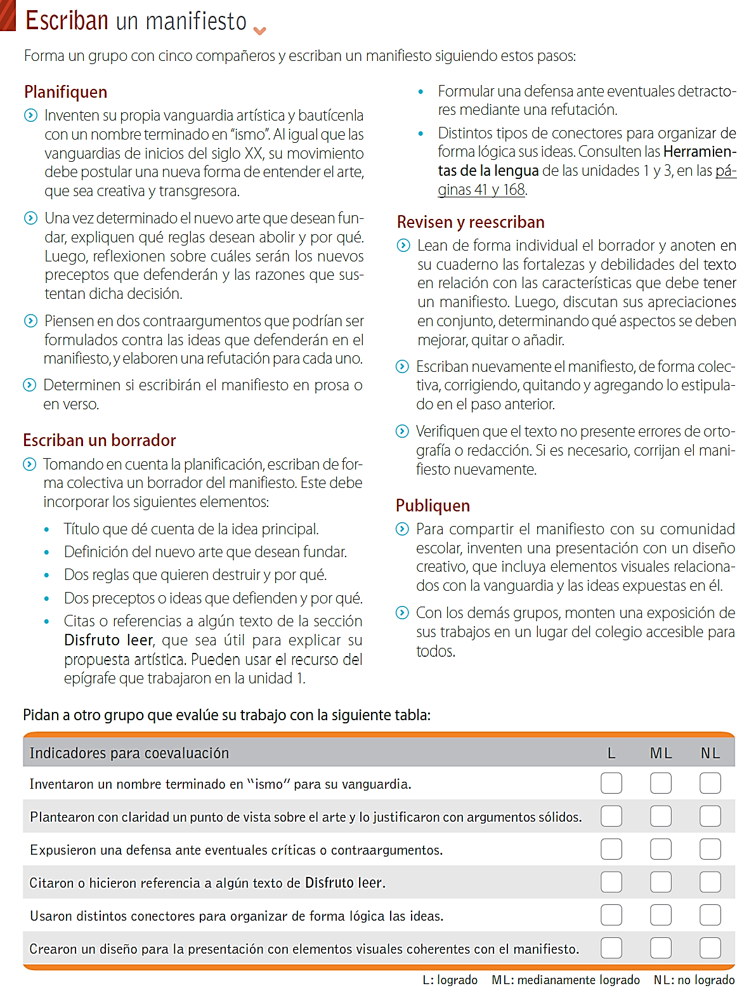 Escriban un manifiesto
Forma un grupo con cinco compañeros y escriban un manifiesto siguiendo estos pasos:
Planifiquen
Inventen su propia vanguardia artística y bautícenla
con un nombre terminado en “ismo”. Al igual que las
vanguardias de inicios del siglo XX, su movimiento
debe postular una nueva forma de entender el arte,
que sea creativa y transgresora.
Una vez determinado el nuevo arte que desean fun-
dar, expliquen qué reglas desean abolir y por qué.
Luego, reflexionen sobre cuáles serán los nuevos
preceptos que defenderán y las razones que sus-
tentan dicha decisión.
Piensen en dos contraargumentos que podrían ser
formulados contra las ideas que defenderán en el
manifiesto, y elaboren una refutación para cada uno.
Determinen si escribirán el manifiesto en prosa o
en verso.
Escriban un borrador
Tomando en cuenta la planificación, escriban de for-
ma colectiva un borrador del manifiesto. Este debe
incorporar los siguientes elementos:
• Título que dé cuenta de la idea principal.
• Definición del nuevo arte que desean fundar.
• Dos reglas que quieren destruir y por qué.
• Dos preceptos o ideas que defienden y por qué.
• Citas o referencias a algún texto de la sección
Disfruto leer, que sea útil para explicar su
propuesta artística. Pueden usar el recurso del
epígrafe que trabajaron en la unidad 1.
• Formular una defensa ante eventuales detracto-
res mediante una refutación.
• Distintos tipos de conectores para organizar de
forma lógica sus ideas. Consulten las Herramien-
tas de la lengua de las unidades 1 y 3, en las pá-
ginas 41 y 168.
Revisen y reescriban
Lean de forma individual el borrador y anoten en
su cuaderno las fortalezas y debilidades del texto
en relación con las características que debe tener
un manifiesto. Luego, discutan sus apreciaciones
en conjunto, determinando qué aspectos se deben
mejorar, quitar o añadir.
Escriban nuevamente el manifiesto, de forma colec-
tiva, corrigiendo, quitando y agregando lo estipula-
do en el paso anterior.
Verifiquen que el texto no presente errores de orto-
grafía o redacción. Si es necesario, corrijan el mani-
fiesto nuevamente.
Publiquen
Para compartir el manifiesto con su comunidad
escolar, inventen una presentación con un diseño
creativo, que incluya elementos visuales relaciona-
dos con la vanguardia y las ideas expuestas en él.
Con los demás grupos, monten una exposición de
sus trabajos en un lugar del colegio accesible para
todos.
Pidan a otro grupo que evalúe su trabajo con la siguiente tabla:
Indicadores para coevaluación L ML NL
Inventaron un nombre terminado en “ismo” para su vanguardia.
Plantearon con claridad un punto de vista sobre el arte y lo justificaron con argumentos sólidos.
Expusieron una defensa ante eventuales críticas o contraargumentos.
Citaron o hicieron referencia a algún texto de Disfruto leer.
Usaron distintos conectores para organizar de forma lógica las ideas.
Crearon un diseño para la presentación con elementos visuales coherentes con el manifiesto.
L: logrado ML: medianamente logrado NL: no logrado